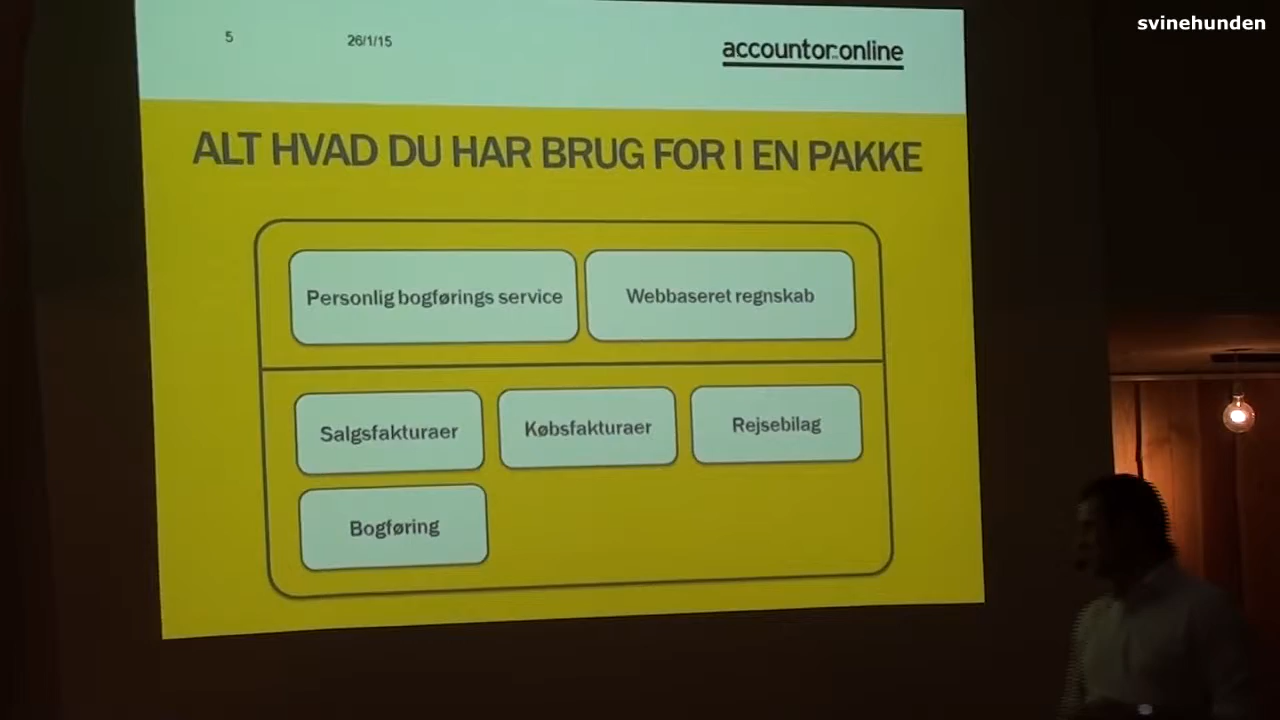 svinehunden
5
26/1/15
accountor online
ALT HVAD DU HAR BRUG FOR I EN PAKKE
Personlig bogførings service
Webbaseret regnskab
Salgsfakturaer
Købsfakturaer
Rejsebilag
Bogføring